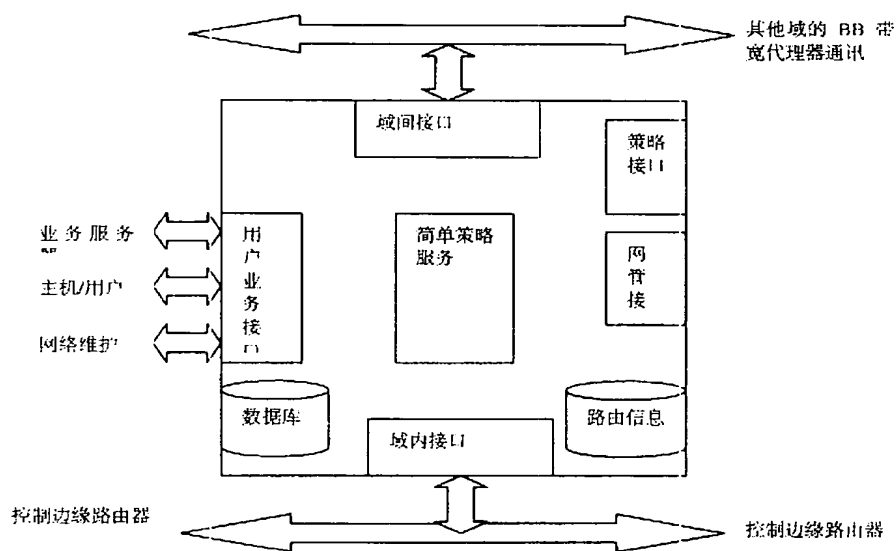 其他域的 BB 带
宽代理器通讯
域间接口
策略
接口
业务服务
用
户
业
务
接
口
简单策略
服务
网
管
接
主机/用户
网络维护
数据库
路由信息
域内接口
控制边缘路由器
控制边缘路由器